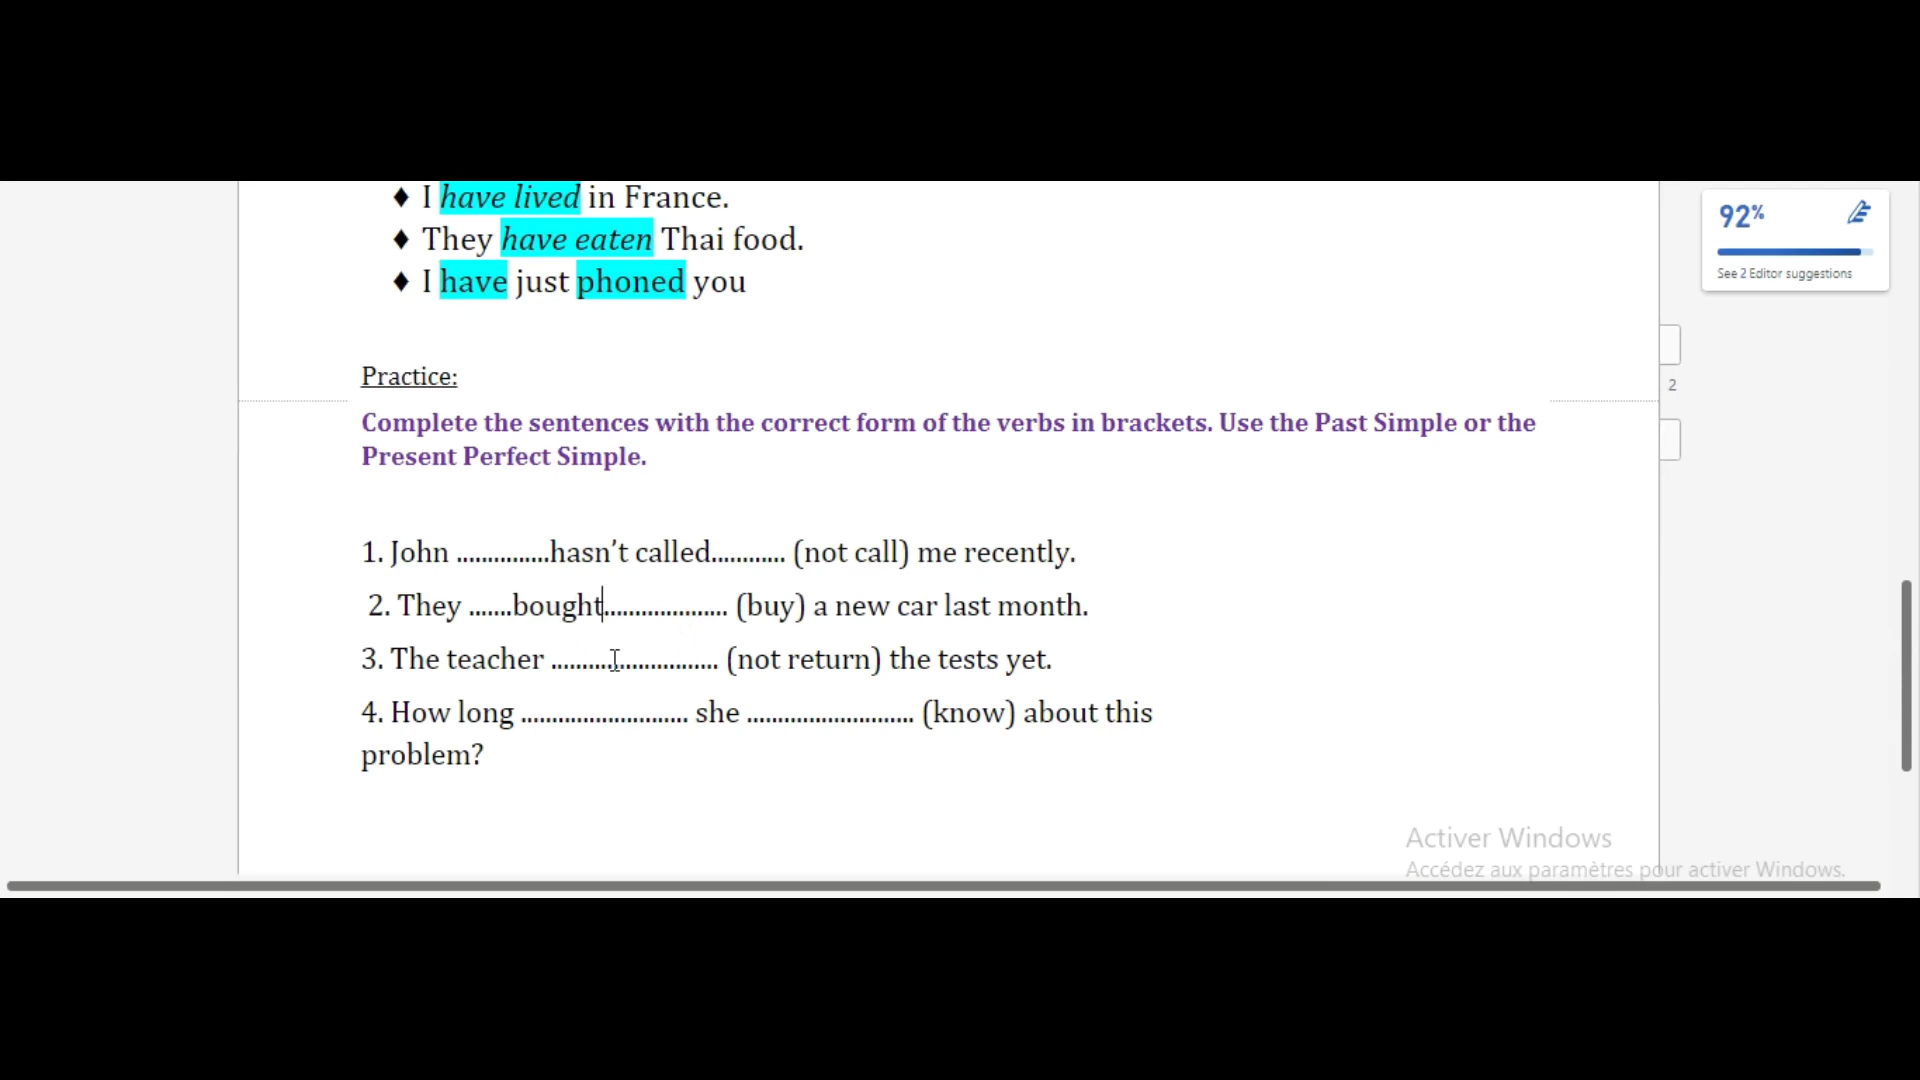 ♦ I have lived in France.
♦ They have eaten Thai food.
♦ I have just phoned you
92%
See 2 Editor suggestions
Practice:
2
Complete the sentences with the correct form of the verbs in brackets. Use the Past Simple or the
Present Perfect Simple.
1. John ...............hasn’t called............ (not call) me recently.
2. They .......bought.................... (buy) a new car last month.
3. The teacher ........................... (not return) the tests yet.
4. How long ........................... she ........................... (know) about this
problem?
Activer Windows
Accédez aux paramètres pour activer Windows.